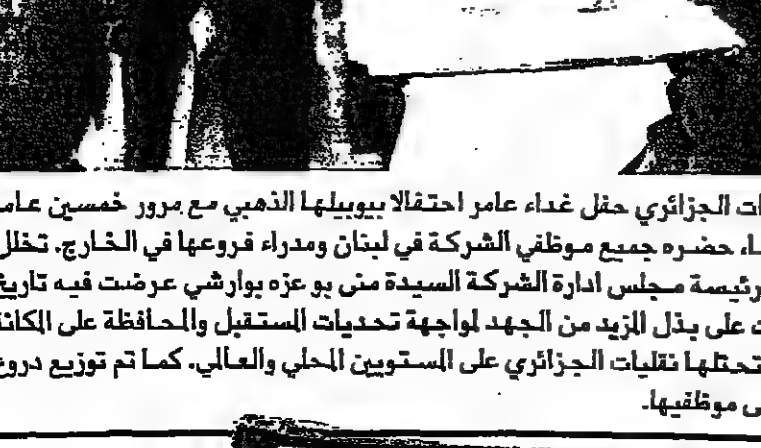 ات الجزائري حفل غداء عامر احتفالا بيوبيلها الذهبي مع مرور خمسين عاما
اء حضره جميع موظفي الشركة في لبنان ومدراء فروعها في الخارج. تخلل
رئيسة مجلس ادارة الشركة السيدة منى بو عزه بوارشي عرضت فيه تاريخ
ت على بذل المزيد من الجهد لمواجهة تحديات المستقبل والمحافظة على المكانة
تحتلها نقليات الجزائري على المستويين المحلي والعالمي. كما تم توزيع دروع
ى موظفيها.